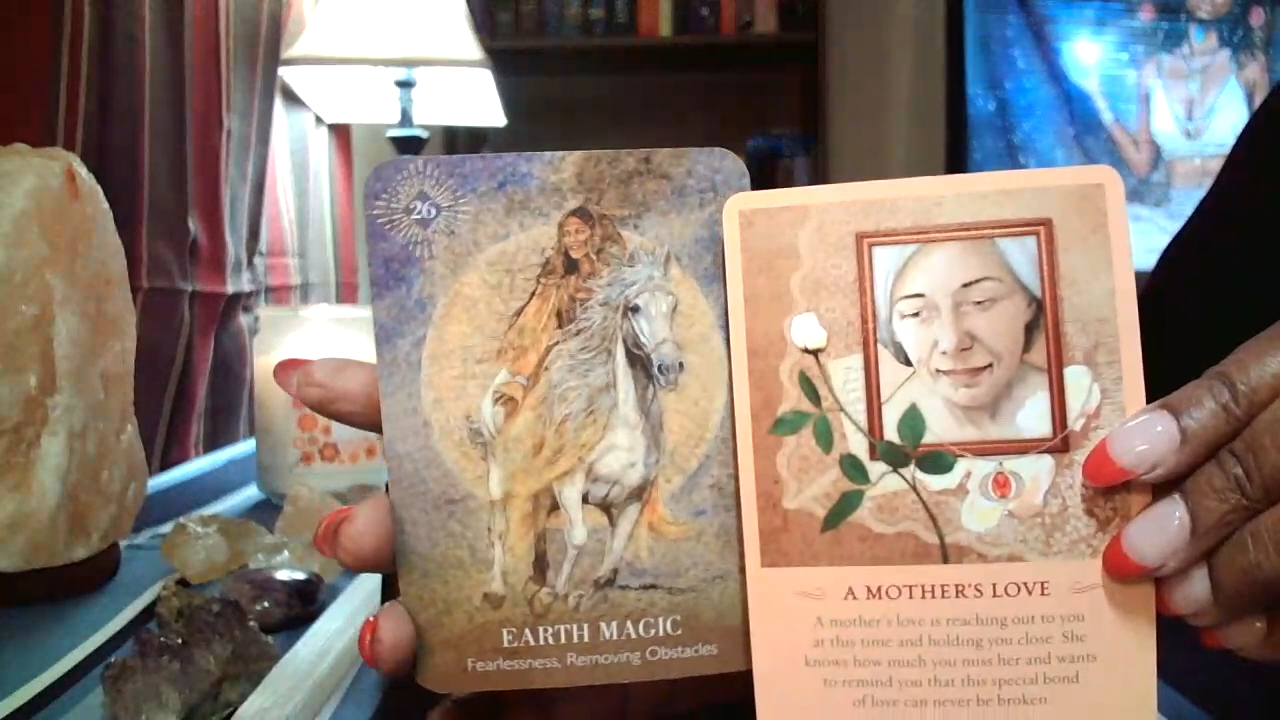 26
EARTH MAGIC
Fearlessness, Removing Obstacles
A MOTHER'S LOVE
A mother's love is reaching out to you
at this time and holding you close. She
knows how much you miss her and wants
to remind you that this special bond
of love can never be broken.